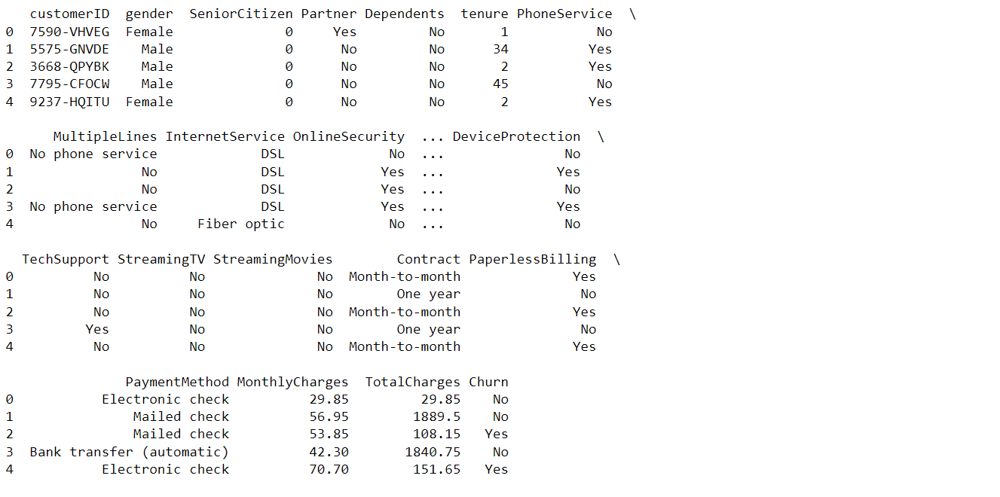 customerID  gender  SeniorCitizen Partner Dependents  tenure PhoneService  \
0  7590-VHVEG  Female              0     Yes         No       1           No
1  5575-GNVDE    Male              0      No         No      34          Yes
2  3668-QPYBK    Male              0      No         No       2          Yes
3  7795-CFOCW    Male              0      No         No      45           No
4  9237-HQITU  Female              0      No         No       2          Yes

      MultipleLines InternetService OnlineSecurity  ... DeviceProtection  \
0  No phone service             DSL             No  ...               No
1                No             DSL            Yes  ...              Yes
2                No             DSL            Yes  ...               No
3  No phone service             DSL            Yes  ...              Yes
4                No     Fiber optic             No  ...               No

  TechSupport StreamingTV StreamingMovies        Contract PaperlessBilling  \
0          No          No              No  Month-to-month              Yes
1          No          No              No        One year               No
2          No          No              No  Month-to-month              Yes
3         Yes          No              No        One year               No
4          No          No              No  Month-to-month              Yes

               PaymentMethod MonthlyCharges  TotalCharges Churn
0           Electronic check          29.85         29.85    No
1               Mailed check          56.95        1889.5    No
2               Mailed check          53.85        108.15   Yes
3  Bank transfer (automatic)          42.30       1840.75    No
4           Electronic check          70.70        151.65   Yes